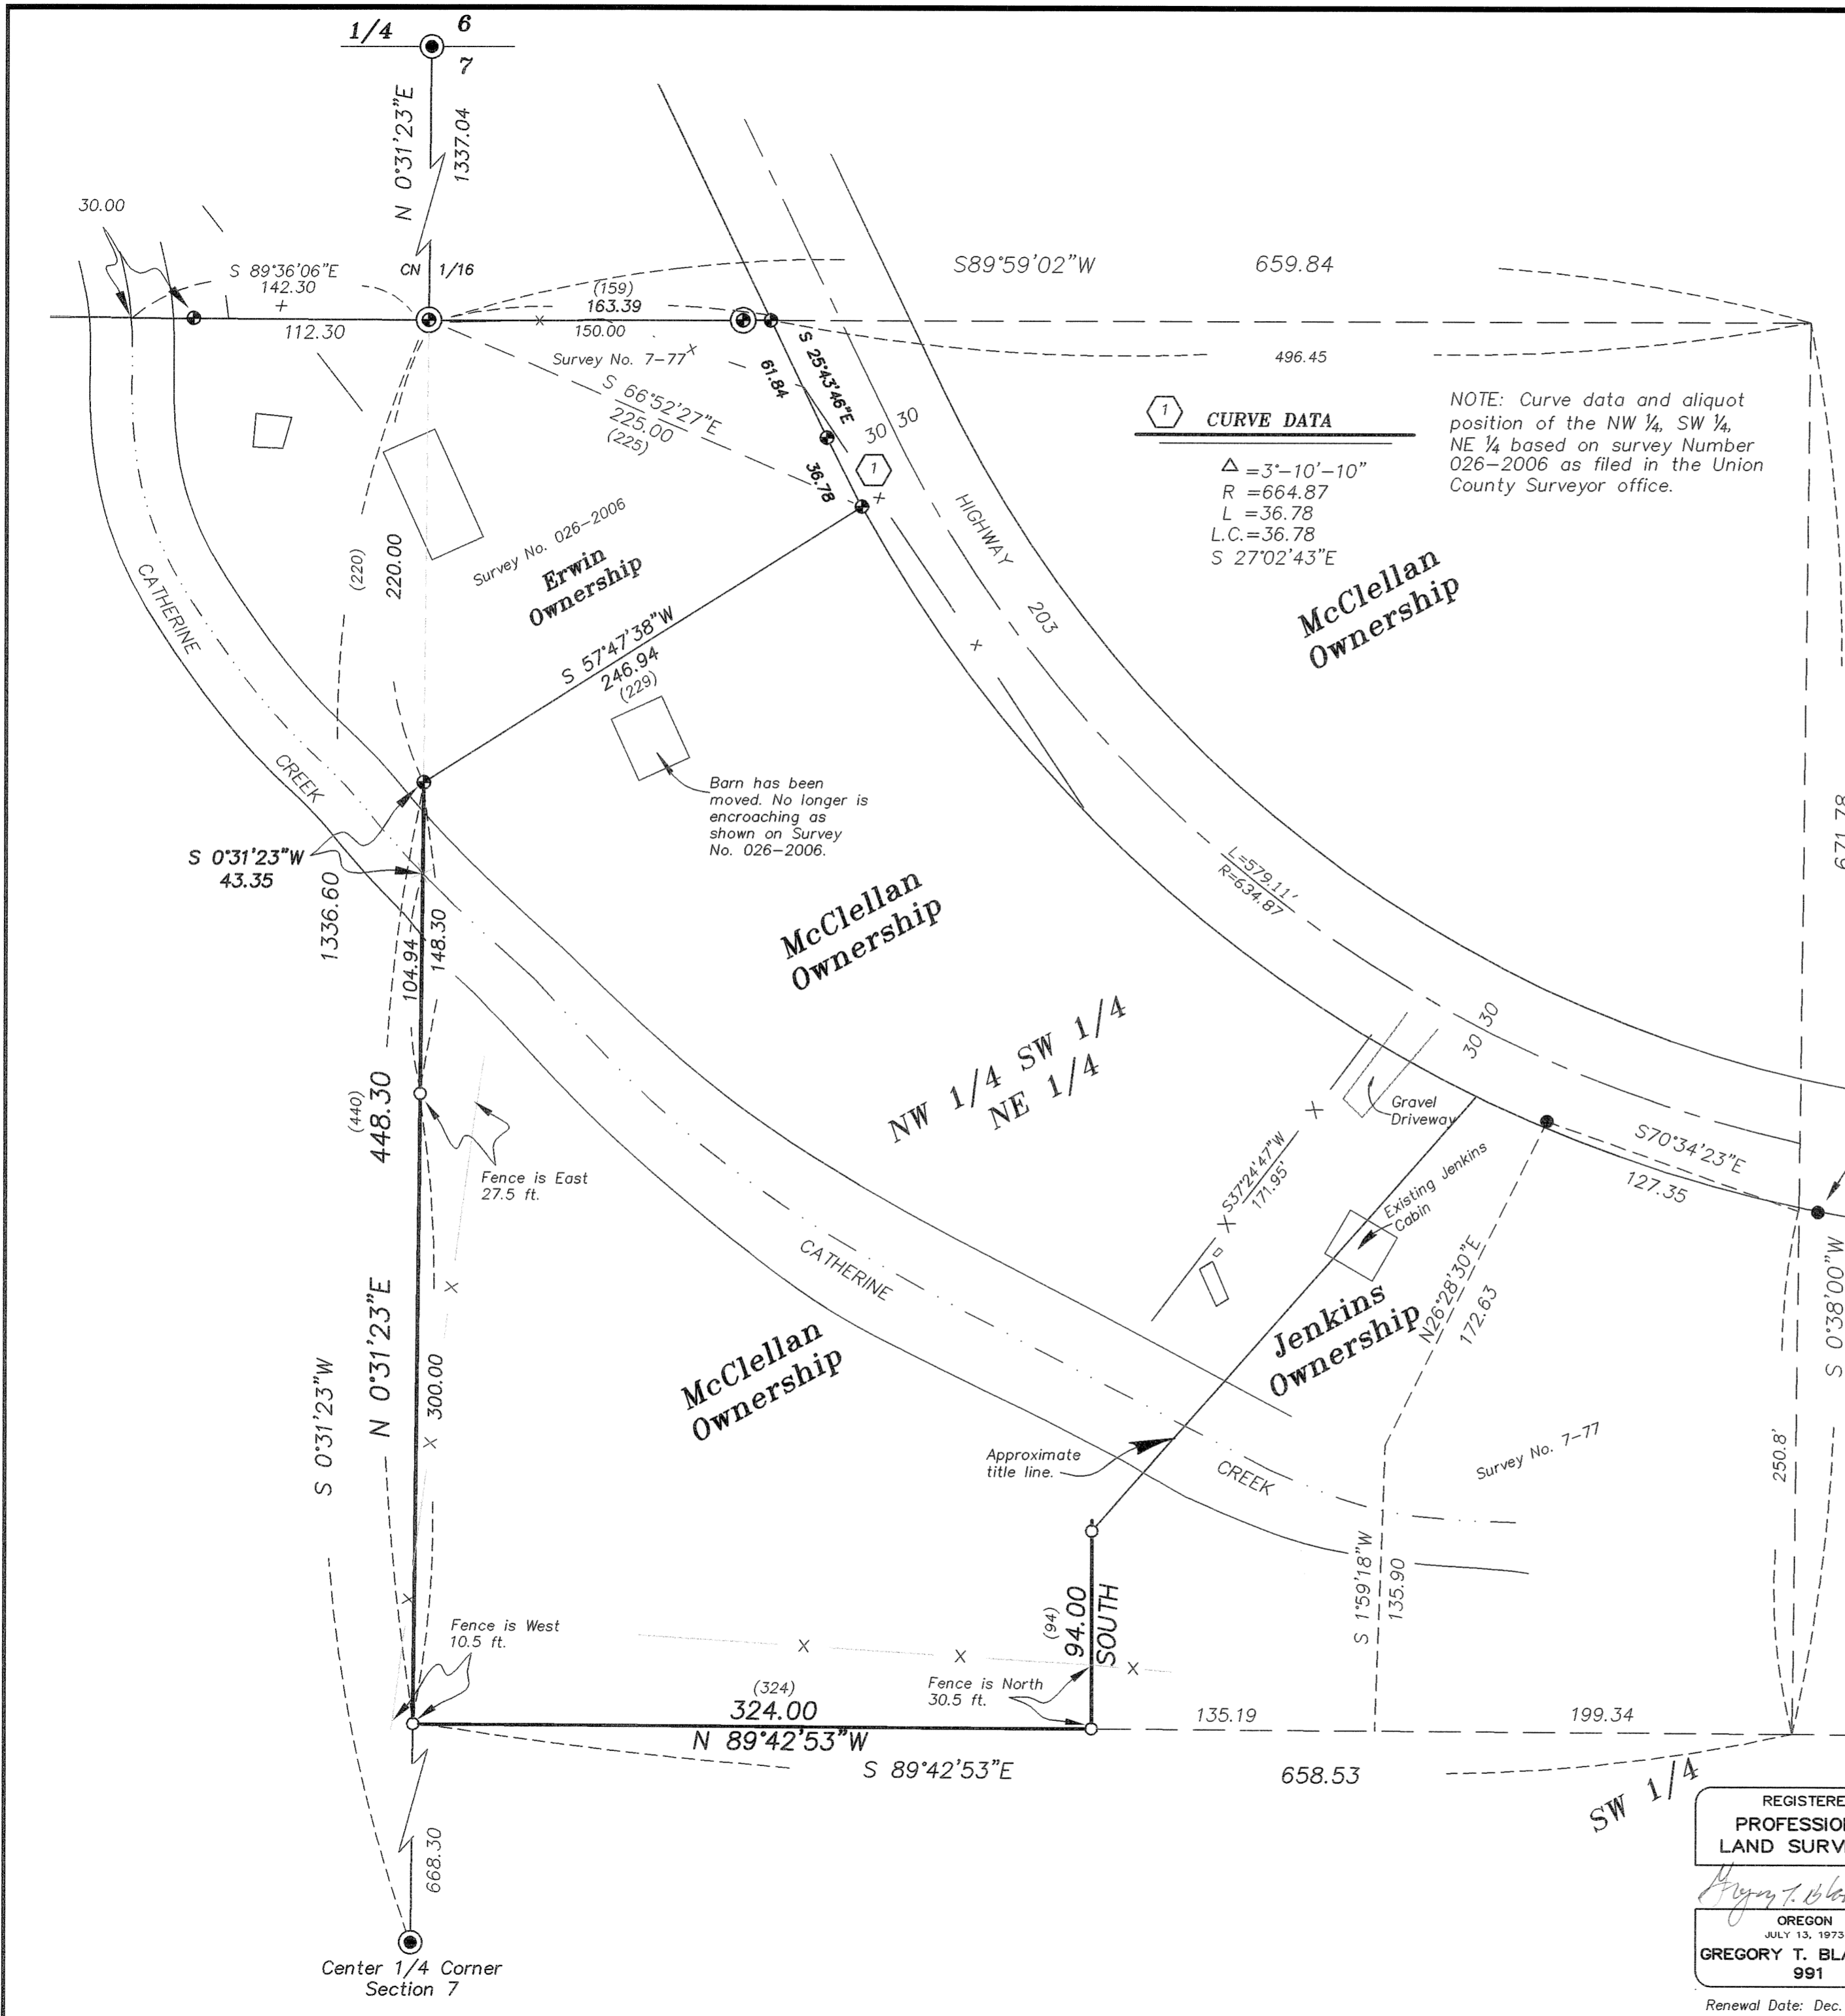 1/4
6
7
N 0°31'23"E
1337.04
30.00
S 89°36'06"E
142.30
CN 1/16
112.30
(159)
163.39
150.00
S89°59'02"W 659.84
496.45
Survey No. 7-77
S 25°43'46"E
61.84
S 66°52'27"E
225.00
(225)
30 30
1
36.78
1 CURVE DATA
Δ =3°-10'-10"
R =664.87
L =36.78
L.C.=36.78
S 27°02'43"E
NOTE: Curve data and aliquot
position of the NW ¼, SW ¼,
NE ¼ based on survey Number
026-2006 as filed in the Union
County Surveyor office.
HIGHWAY
203
McClellan
Ownership
(220)
220.00
Survey No. 026-2006
Erwin
Ownership
CATHERINE
CREEK
S 57°47'38"W
246.94
(229)
Barn has been
moved. No longer is
encroaching as
shown on Survey
No. 026-2006.
671.78
S 0°31'23"W
43.35
1336.60
104.94
148.30
L=579.11'
R=634.87
McClellan
Ownership
NW 1/4 SW 1/4
NE 1/4
30 30
(440)
448.30
Fence is East
27.5 ft.
Gravel
Driveway
S70°34'23"E
127.35
S37°24'47"W
171.95'
Existing Jenkins
Cabin
N26°28'30"E
172.63
CATHERINE
CREEK
N 0°31'23"E
S 0°31'23"W
300.00
McClellan
Ownership
Jenkins
Ownership
S 0°38'00"W
250.8'
Approximate
title line.
Survey No. 7-77
S 1°59'18"W
135.90
(94)
94.00
SOUTH
Fence is West
10.5 ft.
Fence is North
30.5 ft.
(324)
324.00
N 89°42'53"W
135.19
199.34
S 89°42'53"E 658.53
SW 1/4
668.30
Center 1/4 Corner
Section 7
REGISTERE
PROFESSIO
LAND SURV
OREGON
JULY 13, 1973
GREGORY T. BLA
991
Renewal Date: Dec.